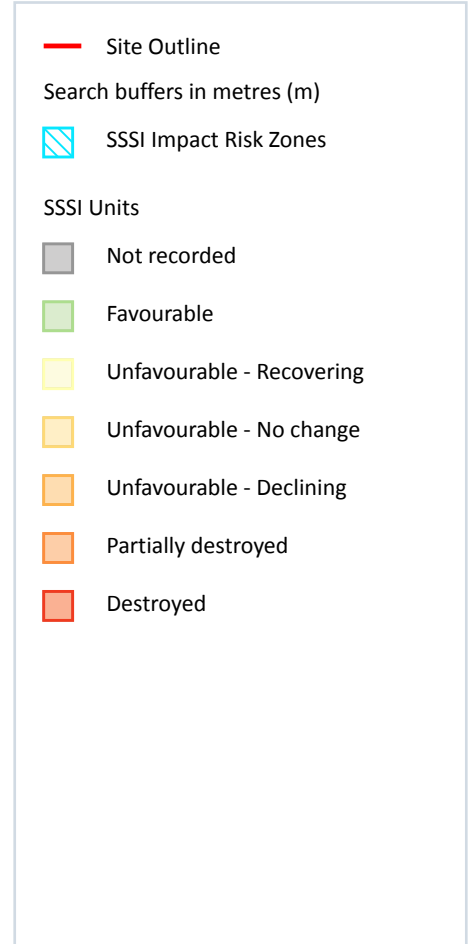 Site Outline
Search buffers in metres (m)
SSSI Impact Risk Zones
SSSI Units
Not recorded
Favourable
Unfavourable - Recovering
Unfavourable - No change
Unfavourable - Declining
Partially destroyed
Destroyed